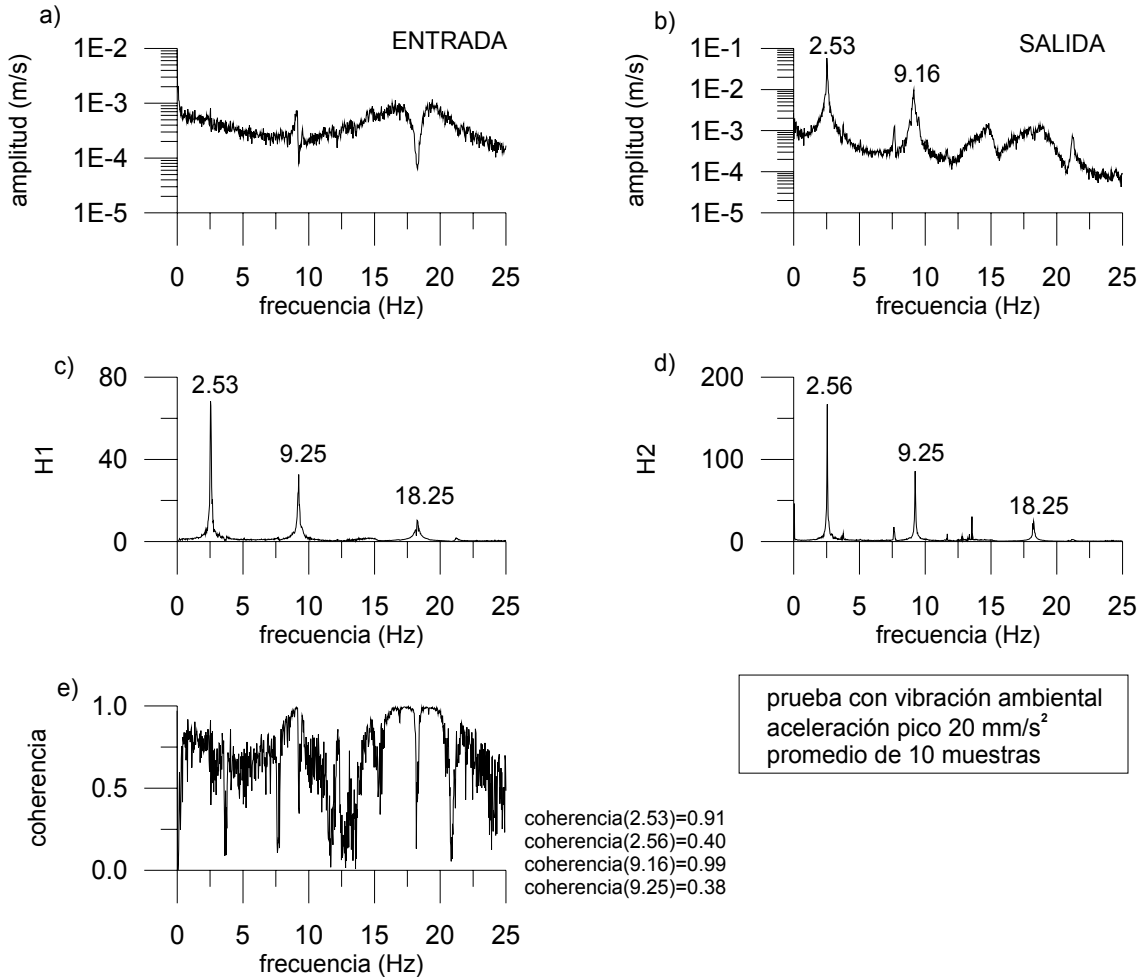 a)
ENTRADA
amplitud (m/s)
1E-2
1E-3
1E-4
1E-5
0 5 10 15 20 25
frecuencia (Hz)
b)
SALIDA
amplitud (m/s)
1E-1
1E-2
1E-3
1E-4
1E-5
2.53
9.16
0 5 10 15 20 25
frecuencia (Hz)
c)
H1
80
40
0
2.53
9.25
18.25
0 5 10 15 20 25
frecuencia (Hz)
d)
H2
200
100
0
2.56
9.25
18.25
0 5 10 15 20 25
frecuencia (Hz)
e)
coherencia
1.0
0.5
0.0
0 5 10 15 20 25
frecuencia (Hz)
coherencia(2.53)=0.91
coherencia(2.56)=0.40
coherencia(9.16)=0.99
coherencia(9.25)=0.38
prueba con vibración ambiental
aceleración pico 20 mm/s²
promedio de 10 muestras